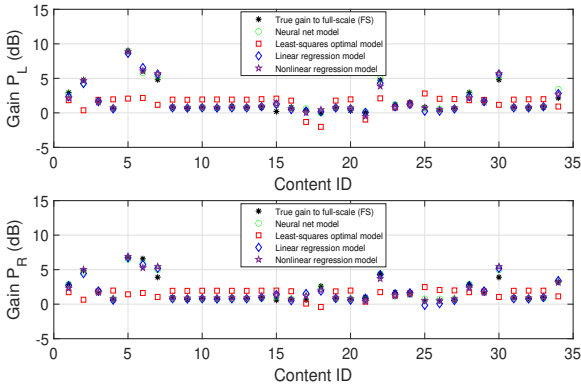 15
10
5
0
-5
Gain P_L (dB)
True gain to full-scale (FS)
Neural net model
Least-squares optimal model
Linear regression model
Nonlinear regression model
0 5 10 15 20 25 30 35
Content ID
15
10
5
0
-5
Gain P_R (dB)
True gain to full-scale (FS)
Neural net model
Least-squares optimal model
Linear regression model
Nonlinear regression model
0 5 10 15 20 25 30 35
Content ID